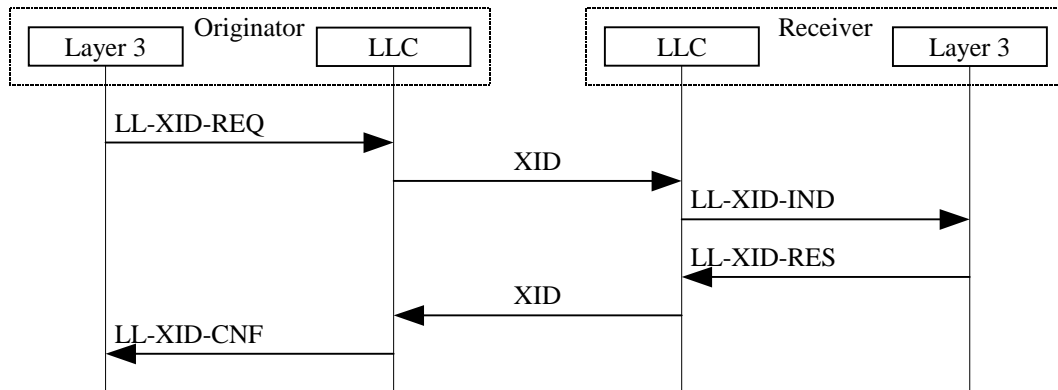 Originator
Receiver
Layer 3
LLC
LLC
Layer 3
LL-XID-REQ
XID
LL-XID-IND
LL-XID-RES
XID
LL-XID-CNF